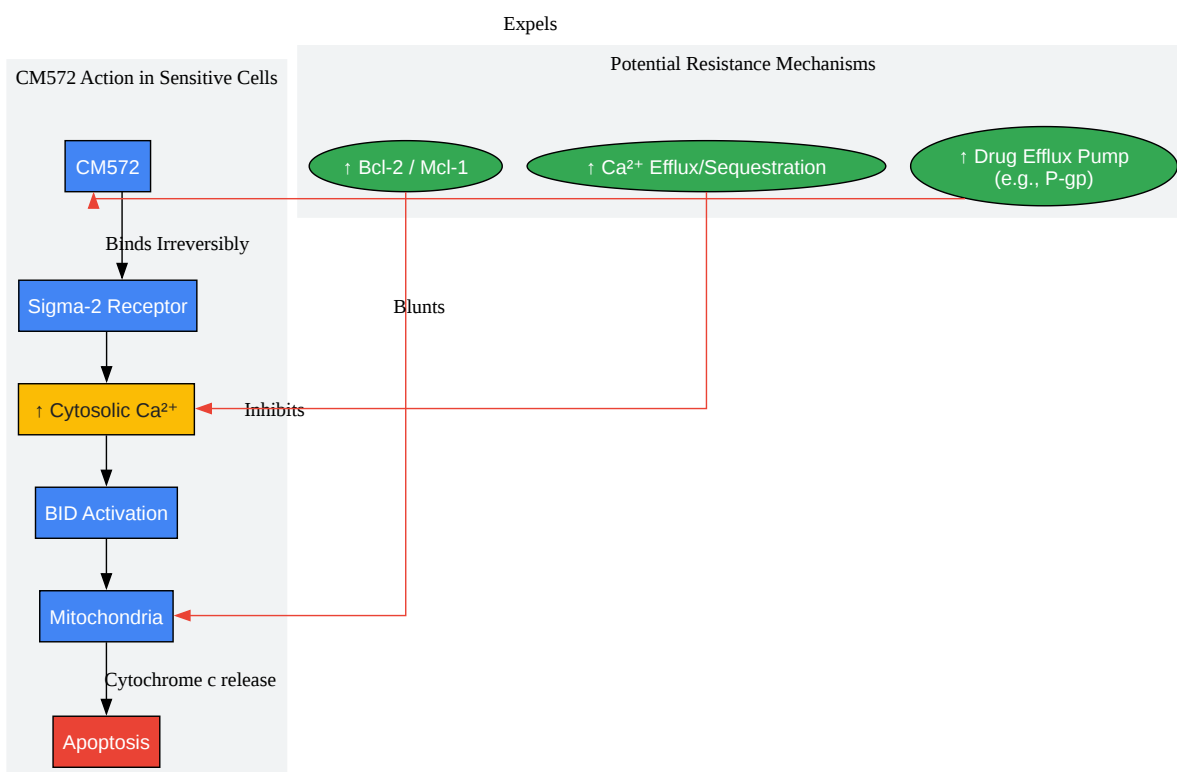 Expels
CM572 Action in Sensitive Cells
Potential Resistance Mechanisms
CM572
↑ Bcl-2 / Mcl-1
↑ Ca²⁺ Efflux/Sequestration
↑ Drug Efflux Pump
(e.g., P-gp)
Binds Irreversibly
Sigma-2 Receptor
Blunts
↑ Cytosolic Ca²⁺
Inhibits
BID Activation
Mitochondria
Cytochrome c release
Apoptosis